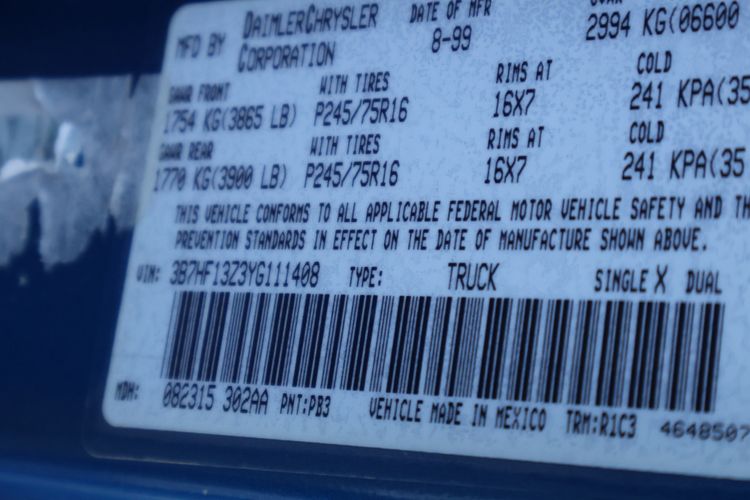 MFD BY DAIMLERCHRYSLER CORPORATION DATE OF MFR 8-99 2994 KG(06600
GAWR FRONT WITH TIRES RIMS AT COLD
1754 KG(3865 LB) P245/75R16 16X7 241 KPA(35
GAWR REAR WITH TIRES RIMS AT COLD
1770 KG(3900 LB) P245/75R16 16X7 241 KPA(35
THIS VEHICLE CONFORMS TO ALL APPLICABLE FEDERAL MOTOR VEHICLE SAFETY AND TH
PREVENTION STANDARDS IN EFFECT ON THE DATE OF MANUFACTURE SHOWN ABOVE.
VIN: 3B7HF13Z3YG111408 TYPE: TRUCK SINGLE X DUAL
MDH: 082315 302AA PNT:PB3 VEHICLE MADE IN MEXICO TRM:R1C3 4648507